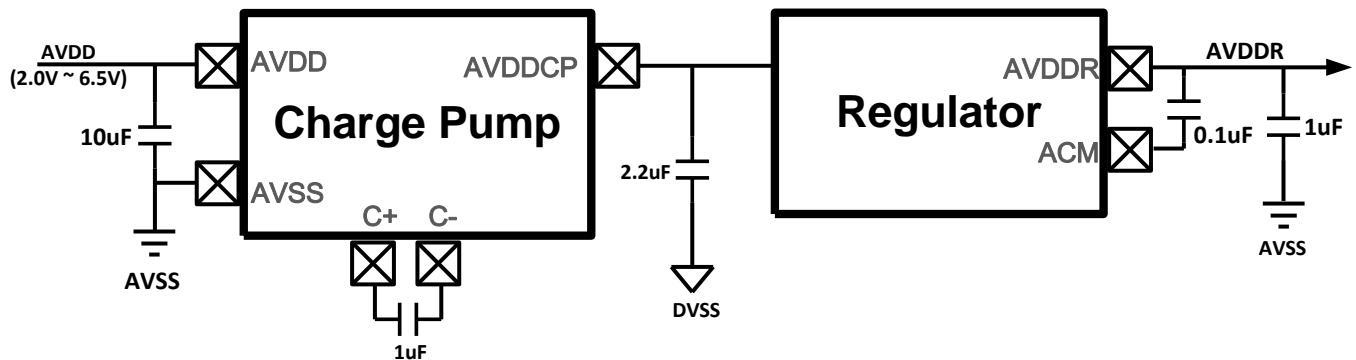 AVDD
(2.0V ~ 6.5V)
10uF
AVSS
AVDD
AVDDCP
Charge Pump
AVSS
C+ C-
1uF
2.2uF
DVSS
Regulator
AVDDR
ACM
AVDDR
0.1uF
1uF
AVSS